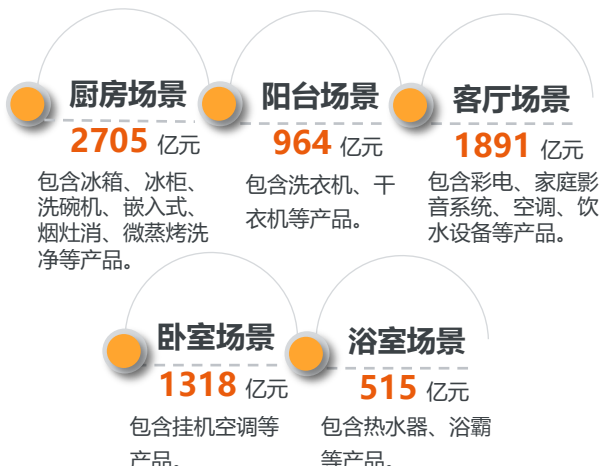 厨房场景
2705 亿元
包含冰箱、冰柜、
洗碗机、嵌入式、
烟灶消、微蒸烤洗
净等产品。
阳台场景
964 亿元
包含洗衣机、干
衣机等产品。
客厅场景
1891 亿元
包含彩电、家庭影
音系统、空调、饮
水设备等产品。
卧室场景
1318 亿元
包含挂机空调等
产品。
浴室场景
515 亿元
包含热水器、浴霸
等产品。